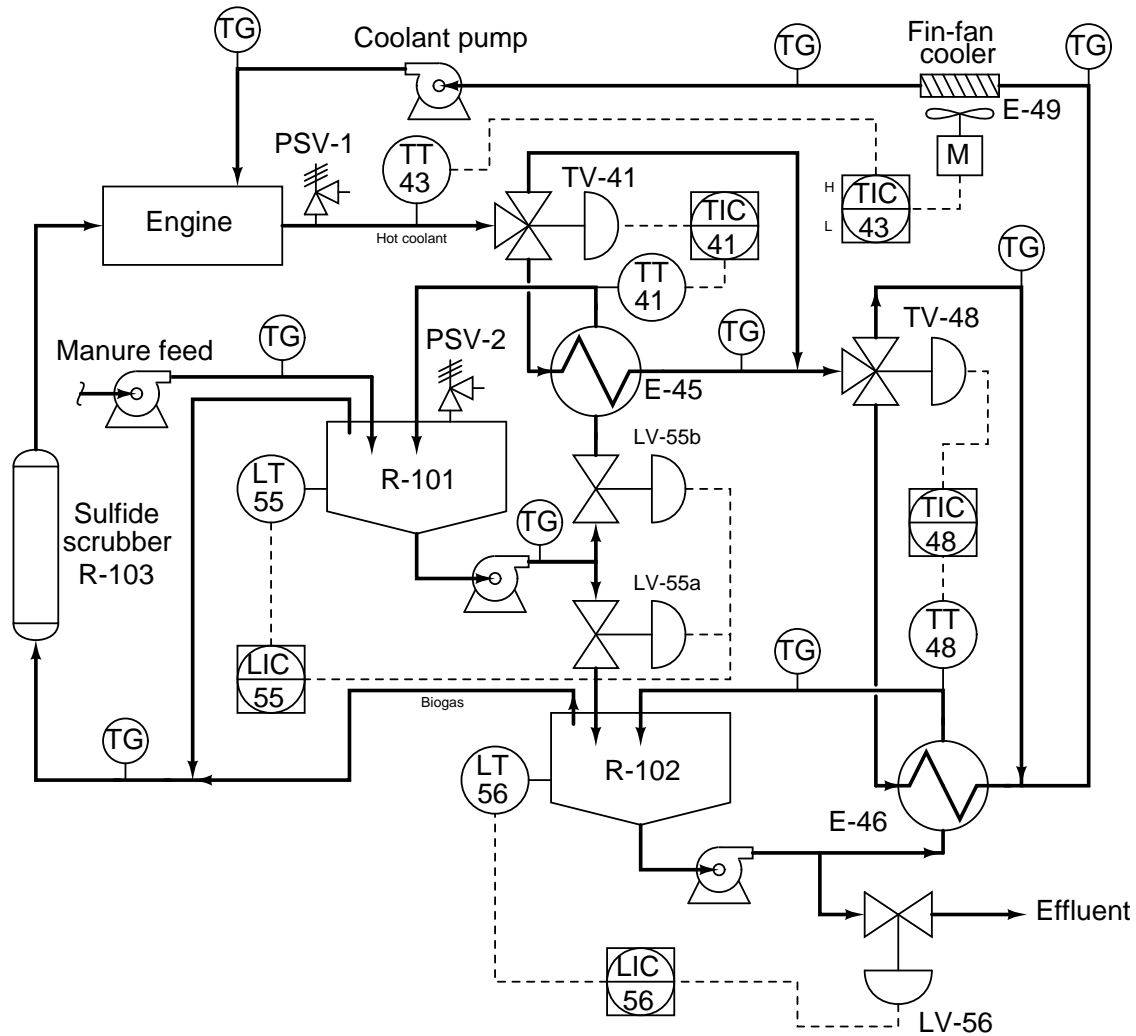 TG
Coolant pump
TG
Fin-fan
cooler
TG
E-49
PSV-1
TT
43
TV-41
M
H
TIC
43
L
Engine
Hot coolant
TIC
41
TT
41
TG
TV-48
Manure feed
TG
PSV-2
TG
E-45
LV-55b
R-101
LT
55
TIC
48
Sulfide
scrubber
R-103
TG
LV-55a
TT
48
LIC
55
TG
Biogas
TG
R-102
LT
56
E-46
Effluent
LIC
56
LV-56